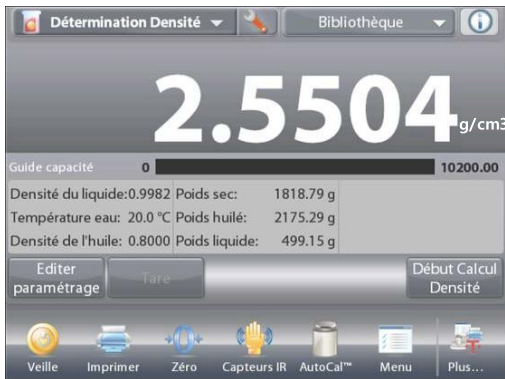 Détermination Densité
Bibliothèque
2.5504 g/cm3
Guide capacité 0 10200.00
Densité du liquide:0.9982 Poids sec: 1818.79 g
Température eau: 20.0 °C Poids huilé: 2175.29 g
Densité de l'huile: 0.8000 Poids liquide: 499.15 g
Editer paramétrage
Tare
Début Calcul Densité
Veille Imprimer Zéro Capteurs IR AutoCal™ Menu Plus...